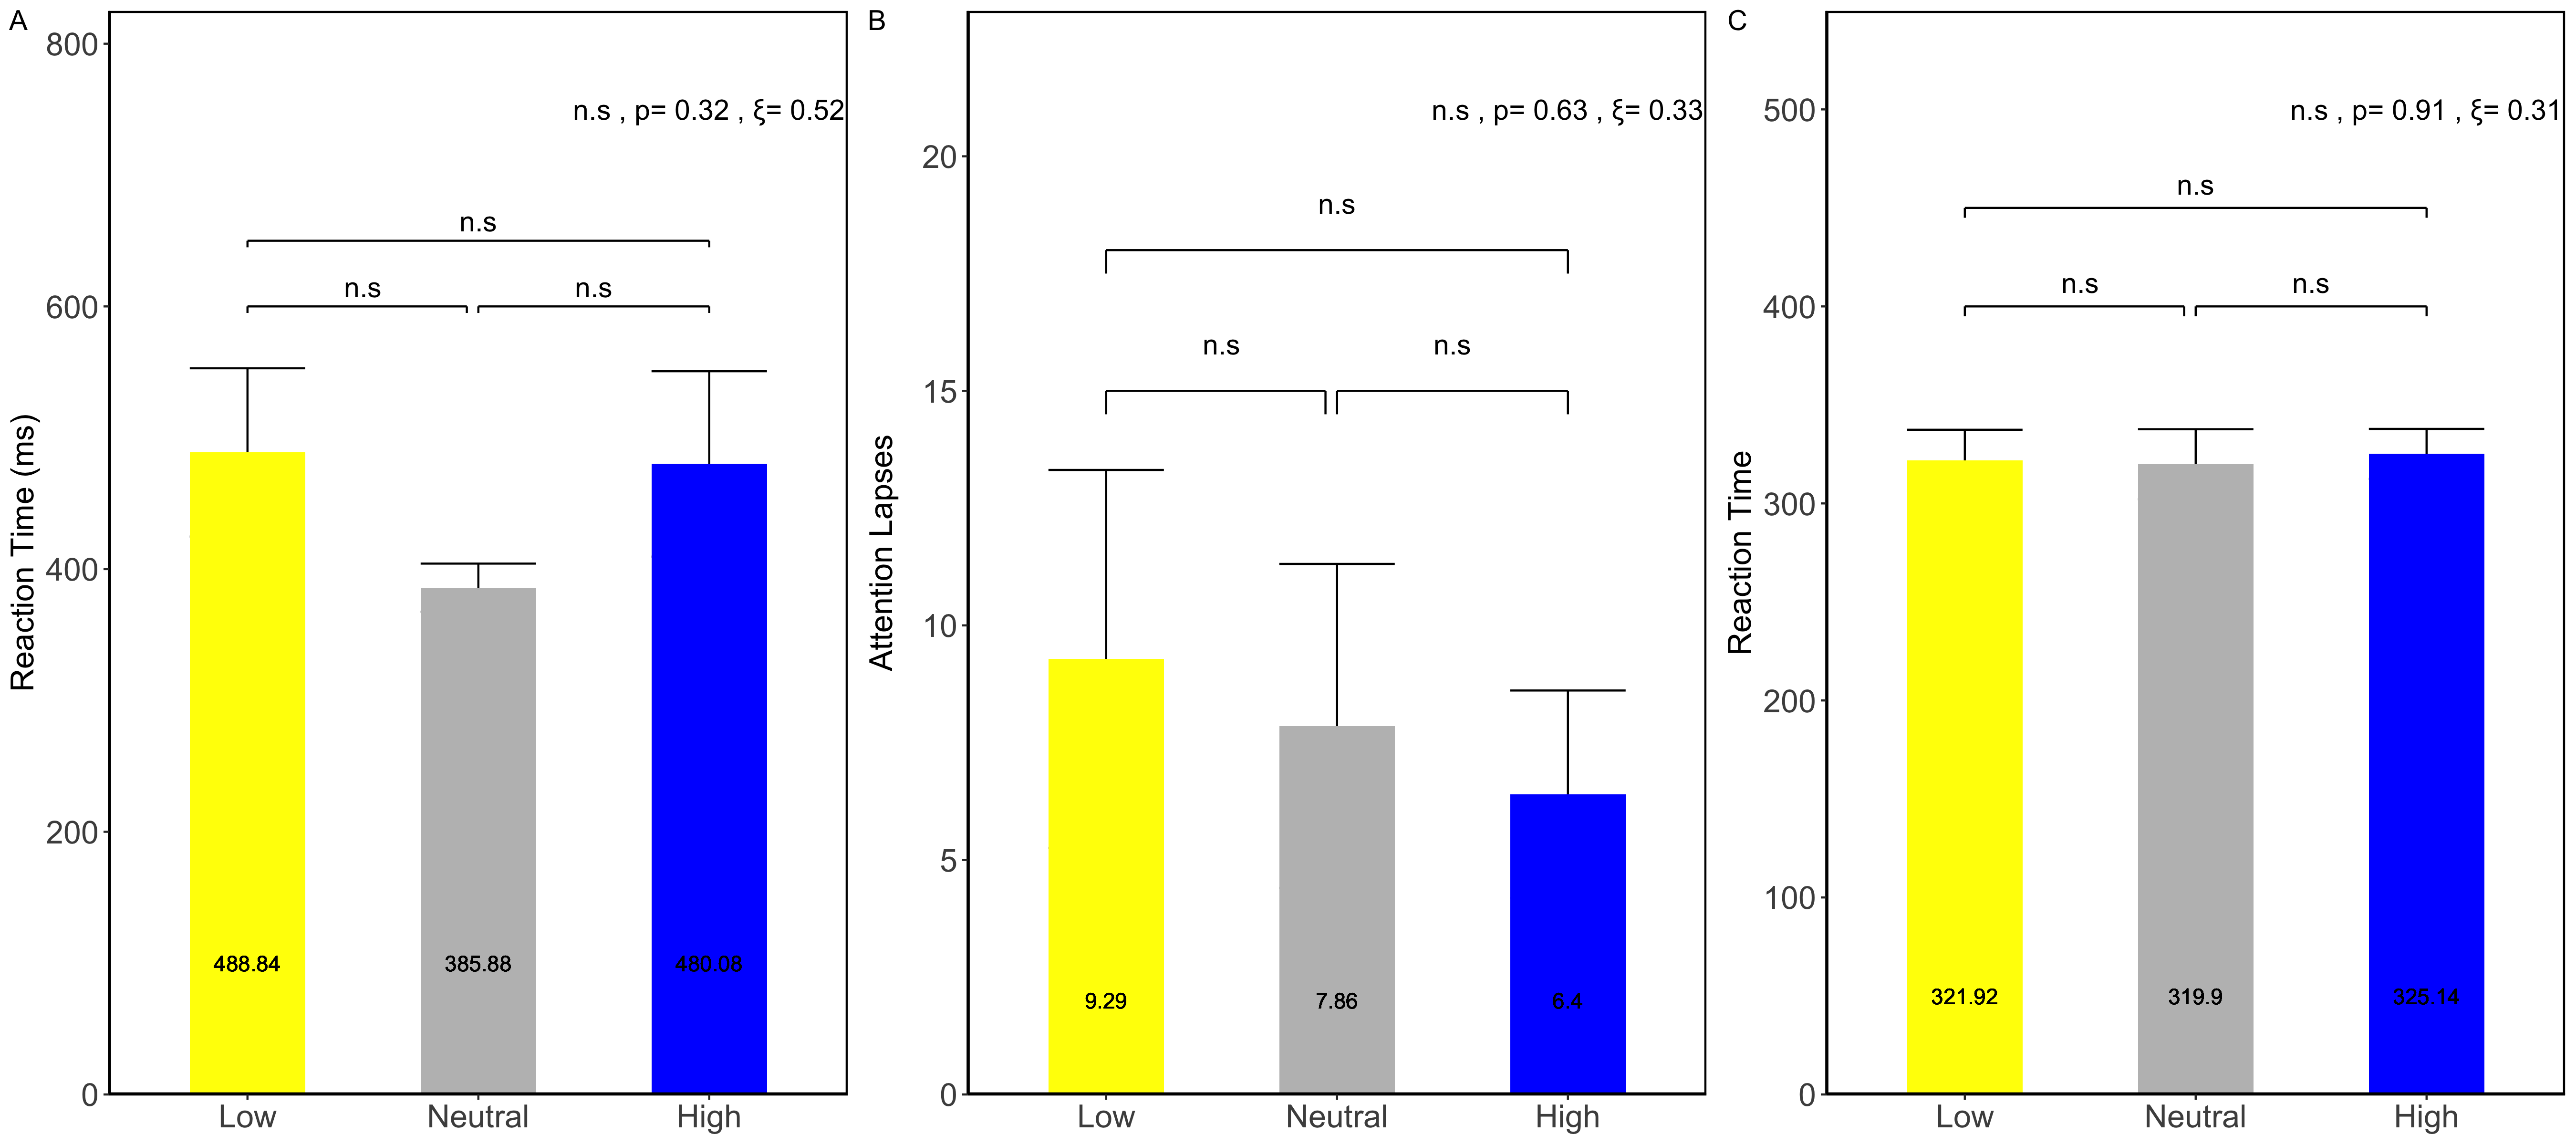 A
Reaction Time (ms)
800
600
400
200
0
n.s , p= 0.32 , ξ= 0.52
n.s
n.s
n.s
488.84
385.88
480.08
Low
Neutral
High
B
Attention Lapses
20
15
10
5
0
n.s , p= 0.63 , ξ= 0.33
n.s
n.s
n.s
9.29
7.86
6.4
Low
Neutral
High
C
Reaction Time
500
400
300
200
100
0
n.s , p= 0.91 , ξ= 0.31
n.s
n.s
n.s
321.92
319.9
325.14
Low
Neutral
High